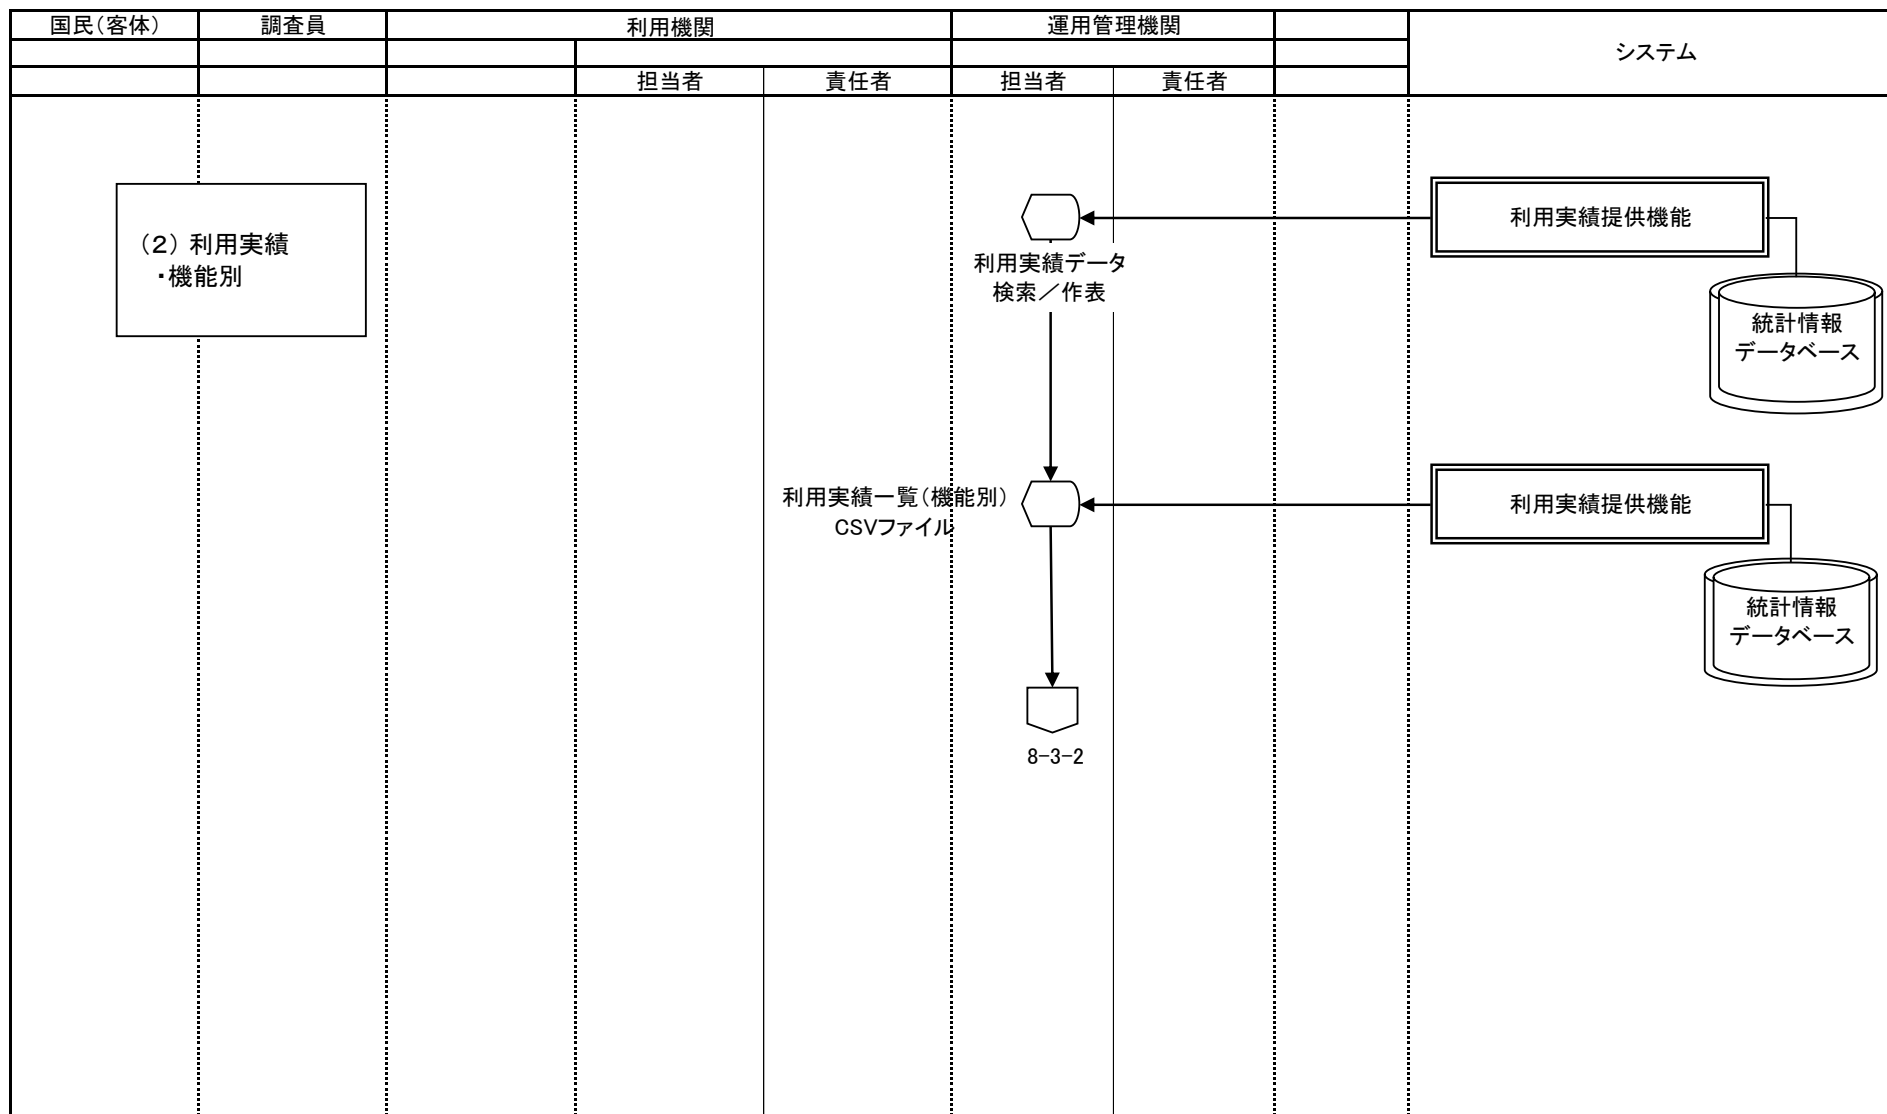 国民(客体)
調査員
利用機関
運用管理機関
システム
担当者
責任者
担当者
責任者
(2) 利用実績
・機能別
利用実績データ
検索／作表
利用実績提供機能
統計情報
データベース
利用実績一覧(機能別)
CSVファイル
利用実績提供機能
統計情報
データベース
8-3-2